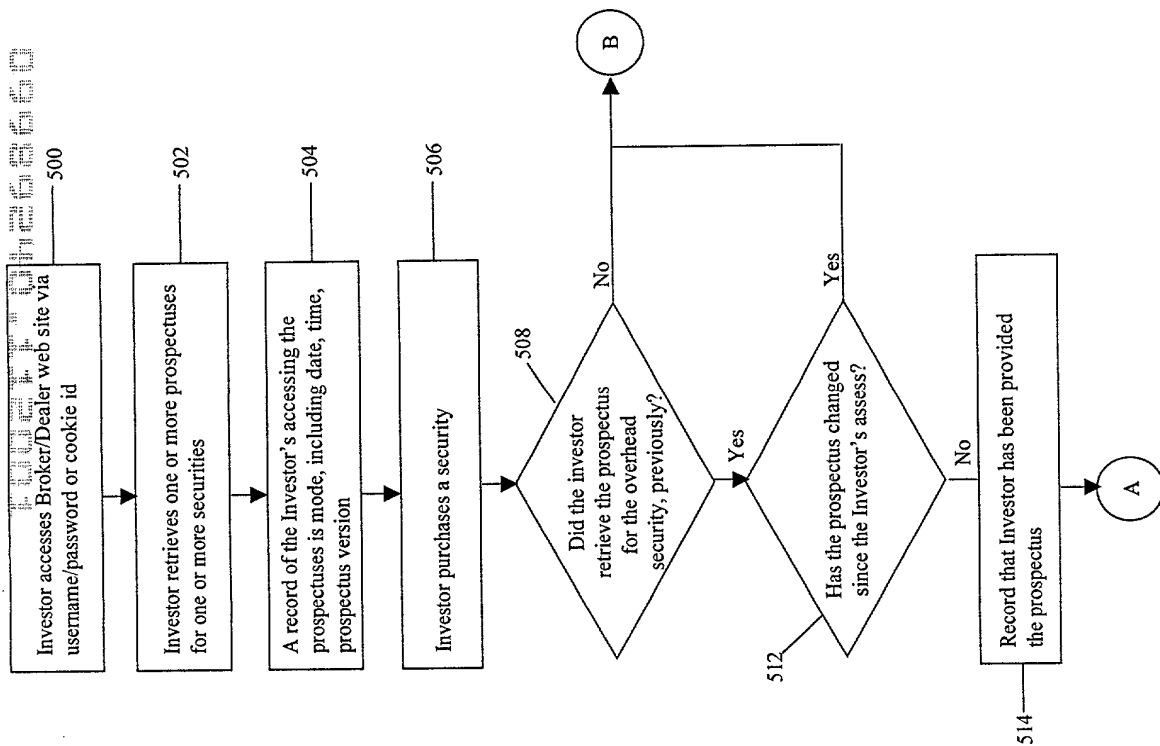 Investor accesses Broker/Dealer web site via
username/password or cookie id
500
Investor retrieves one or more prospectuses
for one or more securities
502
A record of the Investor's accessing the
prospectuses is mode, including date, time,
prospectus version
504
Investor purchases a security
506
Did the investor
retrieve the prospectus
for the overhead
security, previously?
508
No
B
Yes
Has the prospectus changed
since the Investor's assess?
512
Yes
No
Record that Investor has been provided
the prospectus
514
A